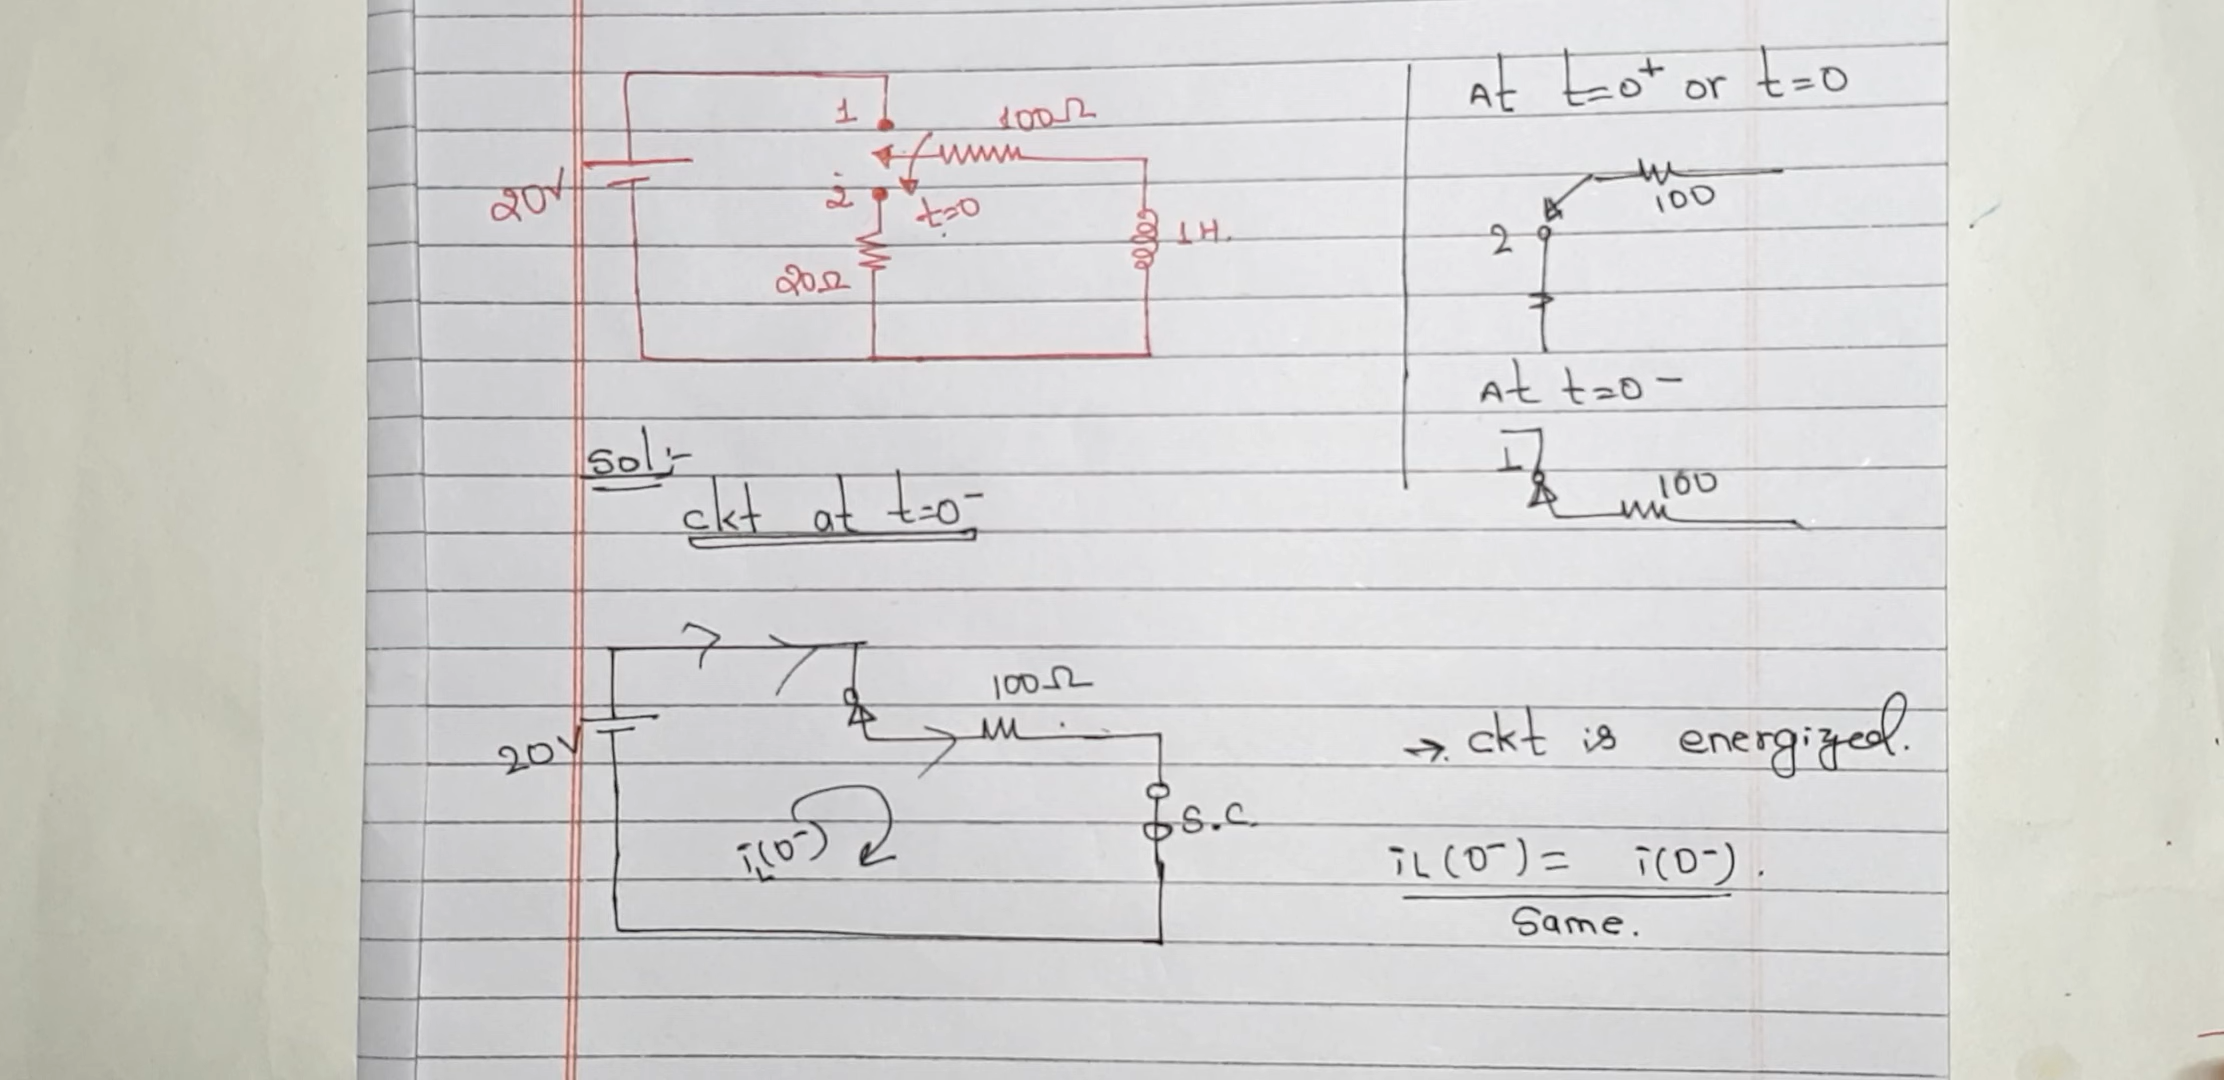 1
100Ω
20V
2
t=0
1H.
20Ω
At t=0⁺ or t=0
100
2
At t=0⁻
1
100
Sol:-
ckt at t=0⁻
100Ω
20V
S.C.
iL(0⁻)
→ ckt is energized.
iL(0⁻) = i(0⁻).
Same.